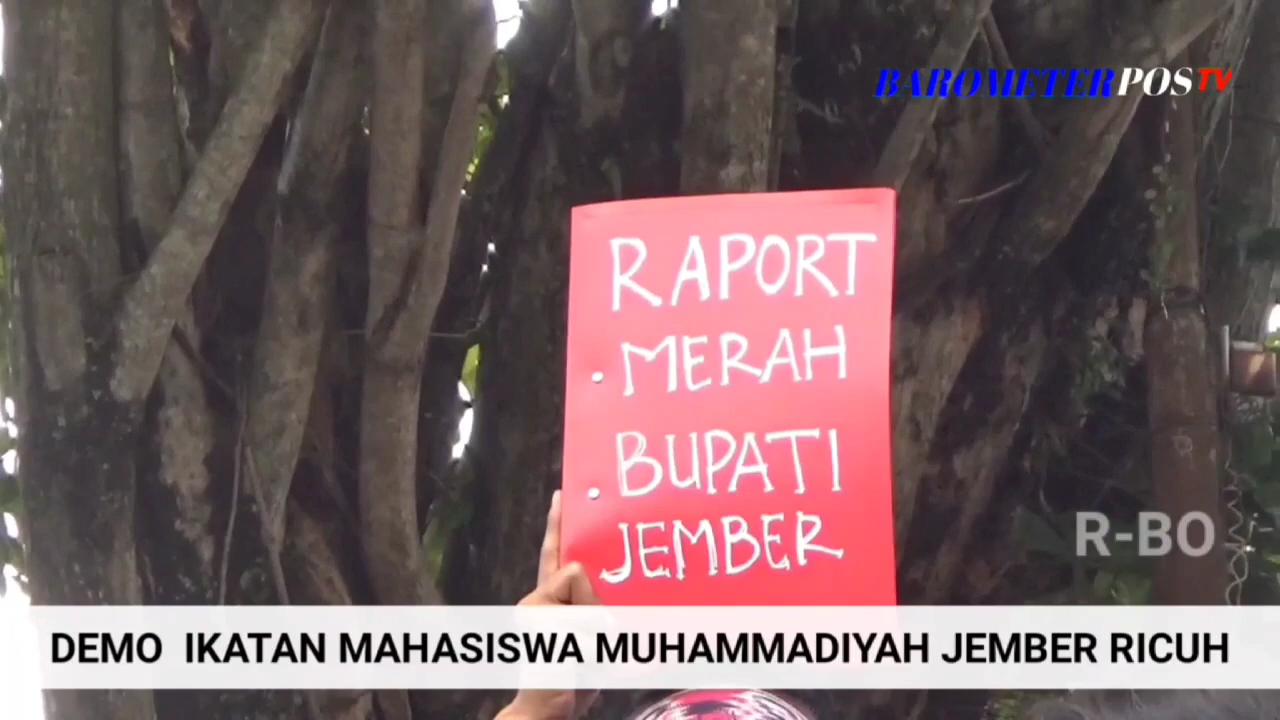 BAROMETERPOSTV
RAPORT
MERAH
BUPATI
JEMBER
R-BO
DEMO IKATAN MAHASISWA MUHAMMADIYAH JEMBER RICUH